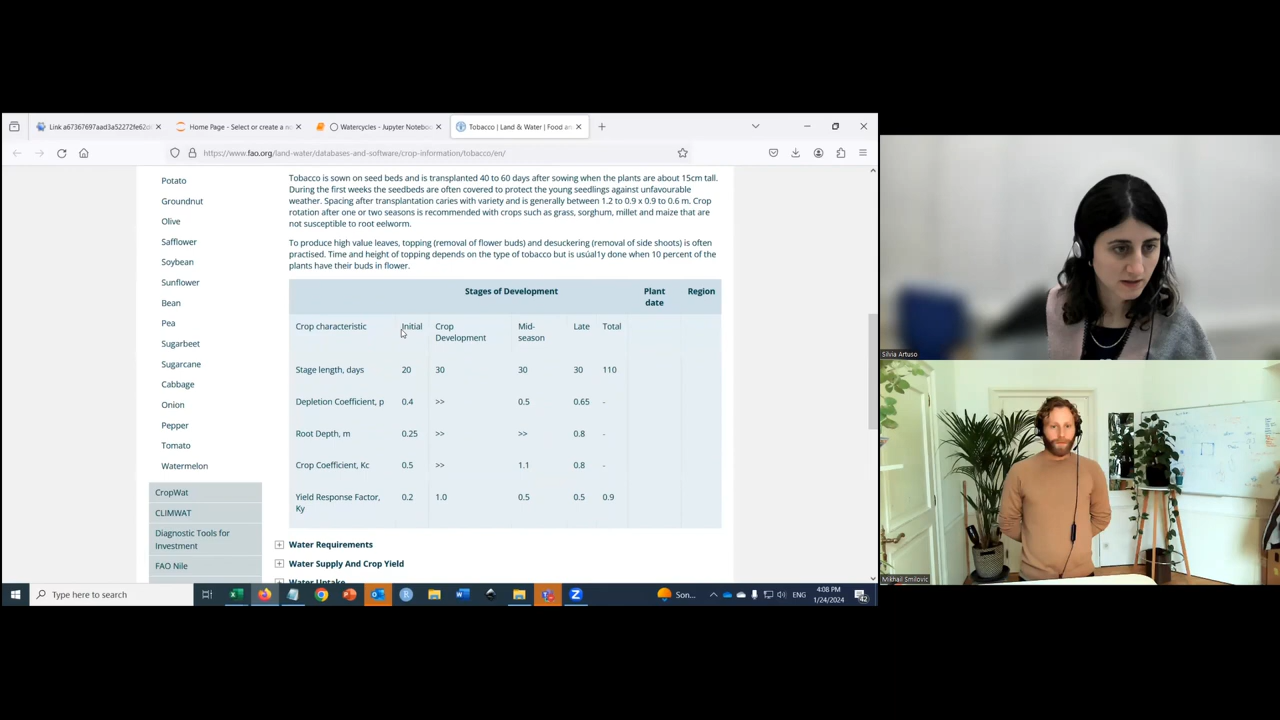 Link a67367697aad3a52272fe62d
Home Page - Select or create a n
Watercycles - Jupyter Noteboo
Tobacco | Land & Water | Food an
https://www.fao.org/land-water/databases-and-software/crop-information/tobacco/en/
Potato
Groundnut
Olive
Safflower
Soybean
Sunflower
Bean
Pea
Sugarbeet
Sugarcane
Cabbage
Onion
Pepper
Tomato
Watermelon
CropWat
CLIMWAT
Diagnostic Tools for
Investment
FAO Nile
Tobacco is sown on seed beds and is transplanted 40 to 60 days after sowing when the plants are about 15cm tall.
During the first weeks the seedbeds are often covered to protect the young seedlings against unfavourable
weather. Spacing after transplantation caries with variety and is generally between 1.2 to 0.9 x 0.9 to 0.6 m. Crop
rotation after one or two seasons is recommended with crops such as grass, sorghum, millet and maize that are
not susceptible to root eelworm.
To produce high value leaves, topping (removal of flower buds) and desuckering (removal of side shoots) is often
practised. Time and height of topping depends on the type of tobacco but is usúal1y done when 10 percent of the
plants have their buds in flower.
Stages of Development Plant date Region
Crop characteristic Initial Crop Development Mid-season Late Total
Stage length, days 20 30 30 30 110
Depletion Coefficient, p 0.4 >> 0.5 0.65 -
Root Depth, m 0.25 >> >> 0.8 -
Crop Coefficient, Kc 0.5 >> 1.1 0.8 -
Yield Response Factor, Ky 0.2 1.0 0.5 0.5 0.9
Water Requirements
Water Supply And Crop Yield
Water Uptake
Type here to search
Son...
ENG
4:08 PM
1/24/2024
42
Silvia Artuso
Mikhail Smilovic